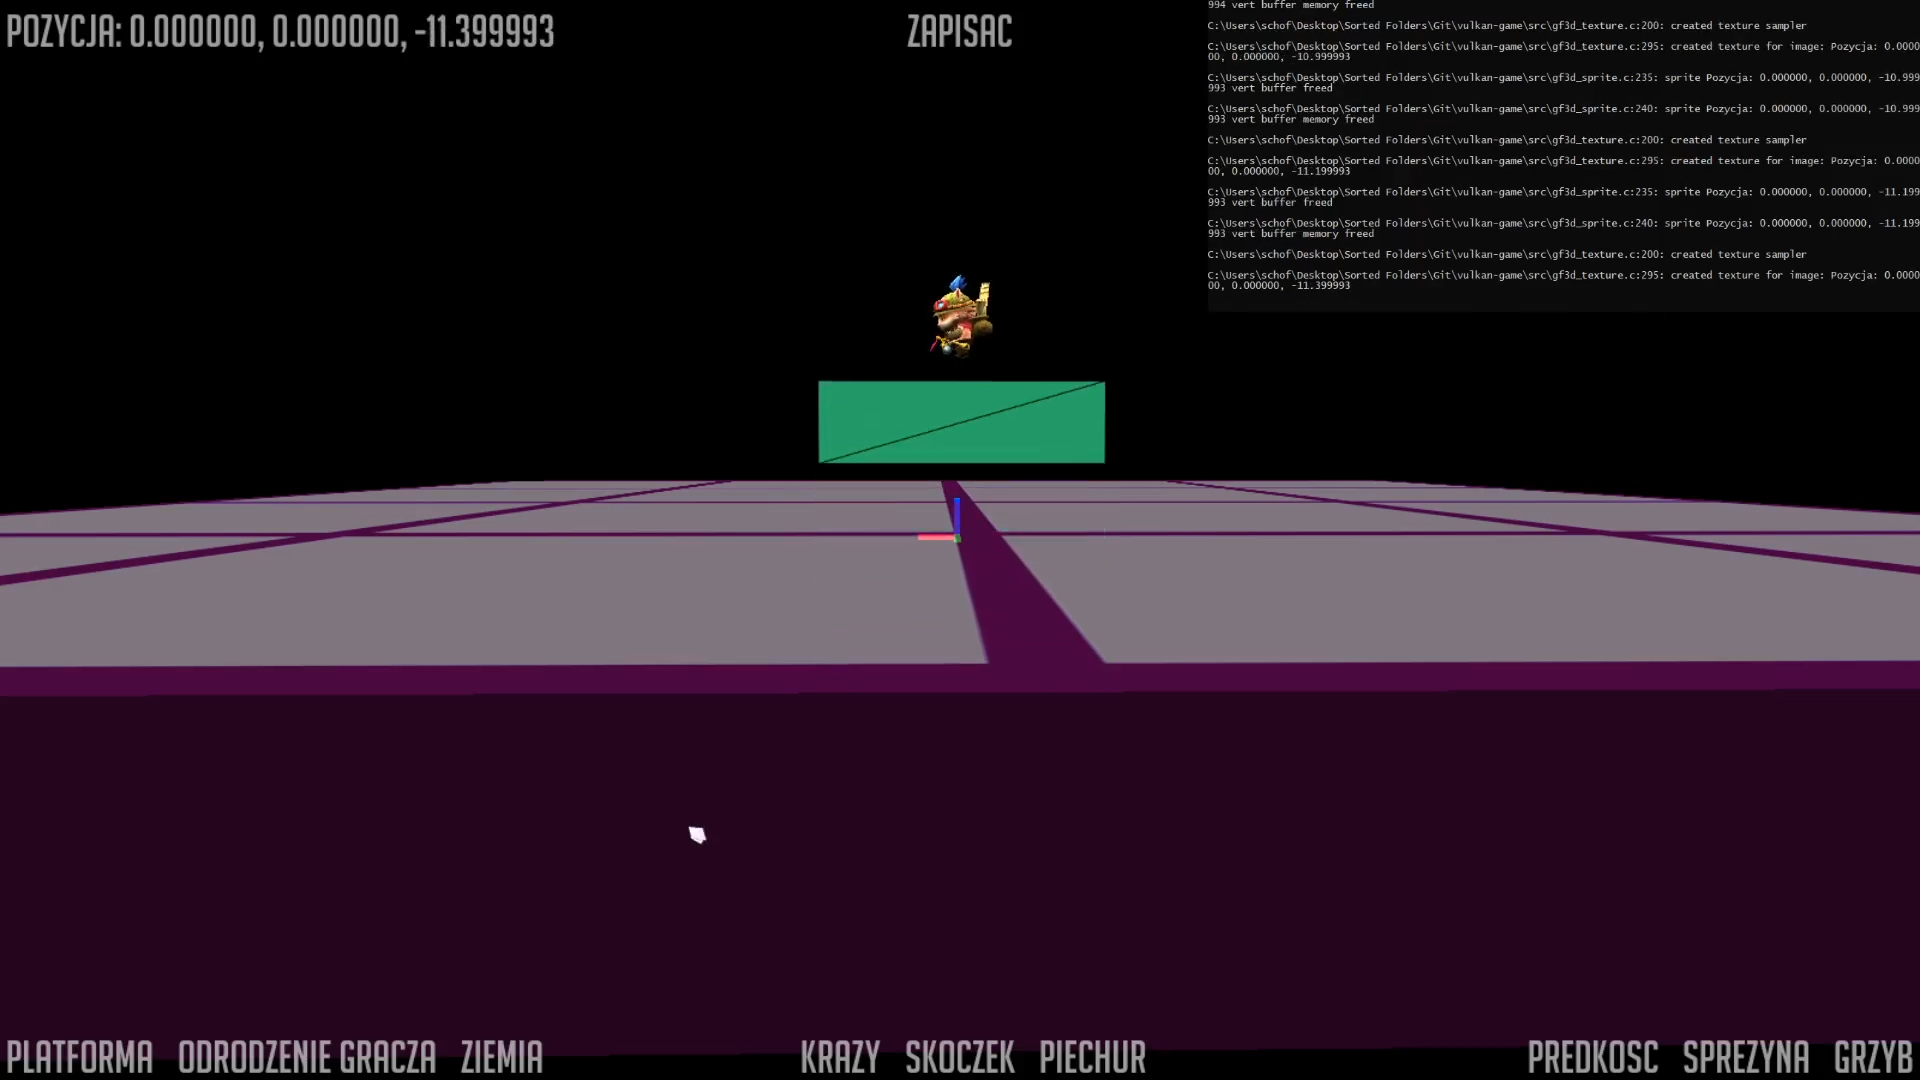 POZYCJA: 0.000000, 0.000000, -11.399993
ZAPISAC
994 vert buffer memory freed
C:\Users\schof\Desktop\Sorted Folders\Git\vulkan-game\src\gf3d_texture.c:200: created texture sampler
C:\Users\schof\Desktop\Sorted Folders\Git\vulkan-game\src\gf3d_texture.c:295: created texture for image: Pozycja: 0.0000
00, 0.000000, -10.999993
C:\Users\schof\Desktop\Sorted Folders\Git\vulkan-game\src\gf3d_sprite.c:235: sprite Pozycja: 0.000000, 0.000000, -10.999
993 vert buffer freed
C:\Users\schof\Desktop\Sorted Folders\Git\vulkan-game\src\gf3d_sprite.c:240: sprite Pozycja: 0.000000, 0.000000, -10.999
993 vert buffer memory freed
C:\Users\schof\Desktop\Sorted Folders\Git\vulkan-game\src\gf3d_texture.c:200: created texture sampler
C:\Users\schof\Desktop\Sorted Folders\Git\vulkan-game\src\gf3d_texture.c:295: created texture for image: Pozycja: 0.0000
00, 0.000000, -11.199993
C:\Users\schof\Desktop\Sorted Folders\Git\vulkan-game\src\gf3d_sprite.c:235: sprite Pozycja: 0.000000, 0.000000, -11.199
993 vert buffer freed
C:\Users\schof\Desktop\Sorted Folders\Git\vulkan-game\src\gf3d_sprite.c:240: sprite Pozycja: 0.000000, 0.000000, -11.199
993 vert buffer memory freed
C:\Users\schof\Desktop\Sorted Folders\Git\vulkan-game\src\gf3d_texture.c:200: created texture sampler
C:\Users\schof\Desktop\Sorted Folders\Git\vulkan-game\src\gf3d_texture.c:295: created texture for image: Pozycja: 0.0000
00, 0.000000, -11.399993
PLATFORMA ODRODZENIE GRACZA ZIEMIA
KRAZY SKOCZEK PIECHUR
PREDKOSC SPREZYNA GRZYB